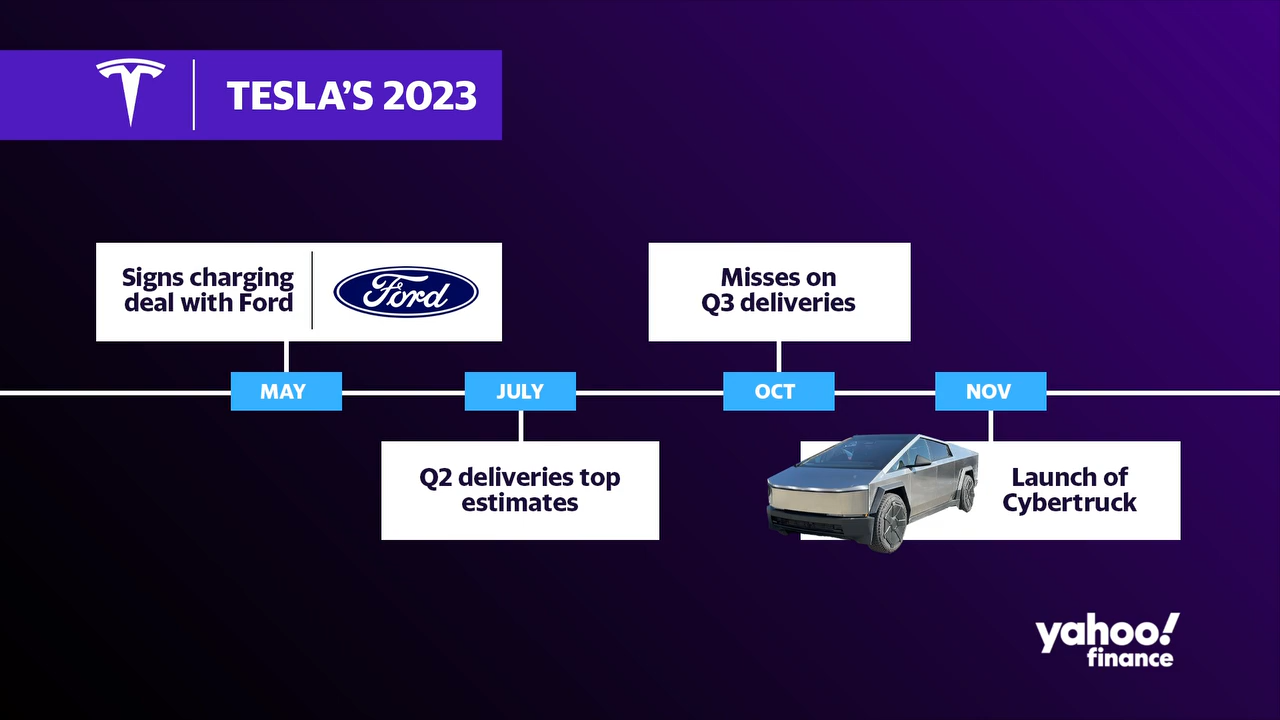 TESLA'S 2023
Signs charging
deal with Ford
Ford
Misses on
Q3 deliveries
MAY
JULY
OCT
NOV
Q2 deliveries top
estimates
Launch of
Cybertruck
yahoo!
finance